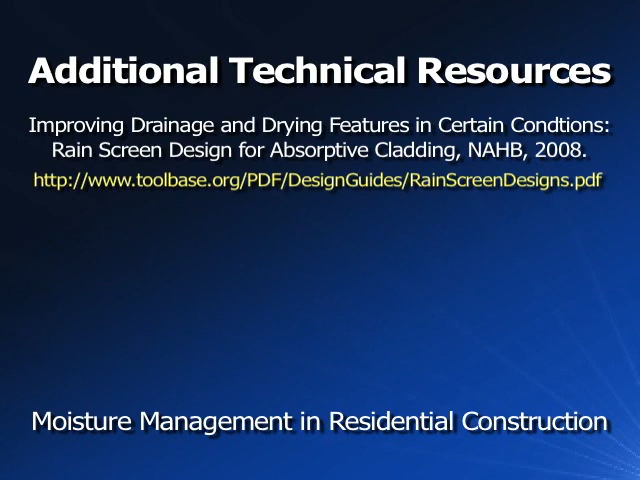 Additional Technical Resources
Improving Drainage and Drying Features in Certain Condtions:
Rain Screen Design for Absorptive Cladding, NAHB, 2008.
http://www.toolbase.org/PDF/DesignGuides/RainScreenDesigns.pdf
Moisture Management in Residential Construction